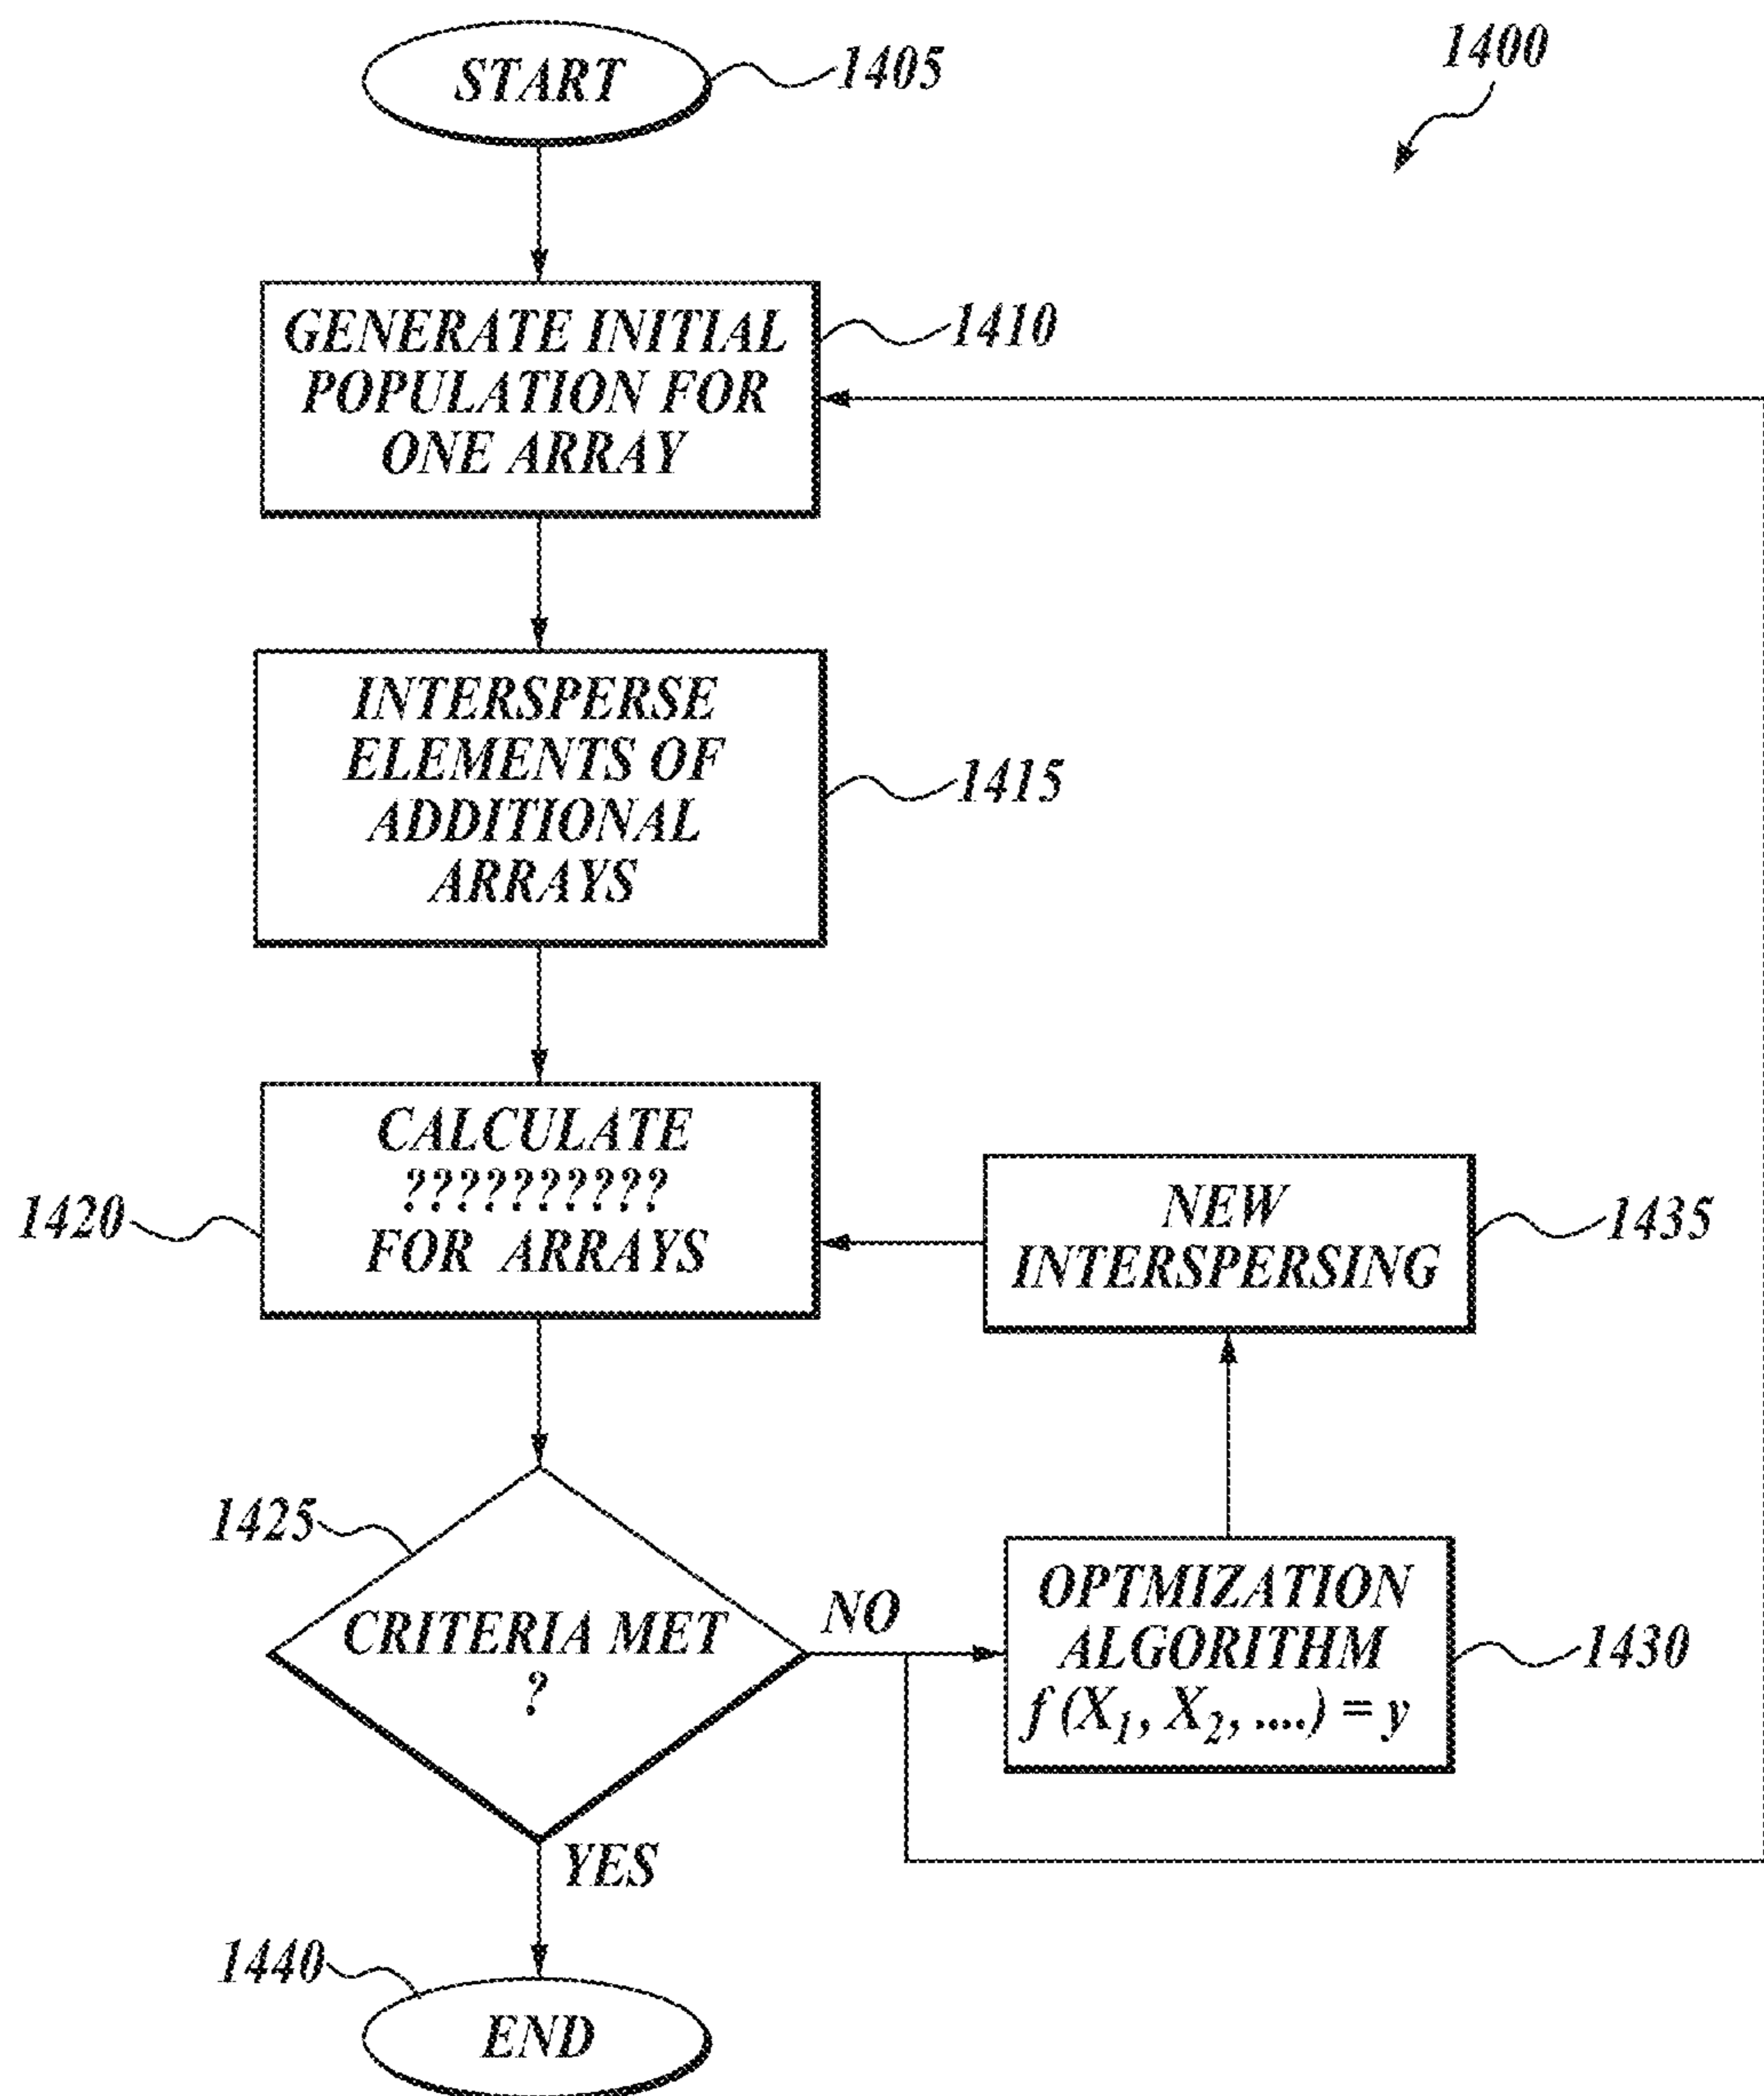 1400
START
1405
GENERATE INITIAL
POPULATION FOR
ONE ARRAY
1410
INTERSPERSE
ELEMENTS OF
ADDITIONAL
ARRAYS
1415
CALCULATE
??????????
FOR ARRAYS
1420
NEW
INTERSPERSING
1435
1425
CRITERIA MET
?
NO
OPTMIZATION
ALGORITHM
f (X₁, X₂, ....) = y
1430
YES
1440
END